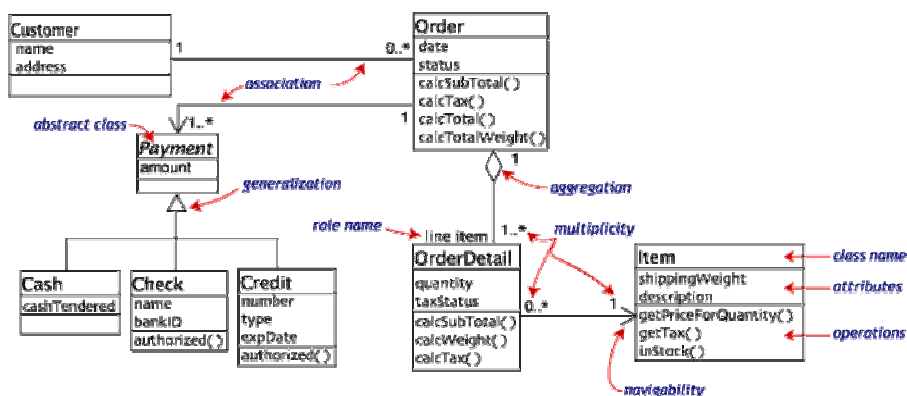 Customer
name
address
1
0..*
Order
date
status
calcSubTotal()
calcTax()
calcTotal()
calcTotalWeight()
association
1
1..*
abstract class
Payment
amount
generalization
1
aggregation
role name
line item
1..*
multiplicity
Cash
cashTendered
Check
name
bankID
authorized()
Credit
number
type
expDate
authorized()
OrderDetail
quantity
taxStatus
calcSubTotal()
calcWeight()
calcTax()
0..*
1
Item
shippingWeight
description
getPriceForQuantity()
getTax()
inStock()
class name
attributes
operations
navigability